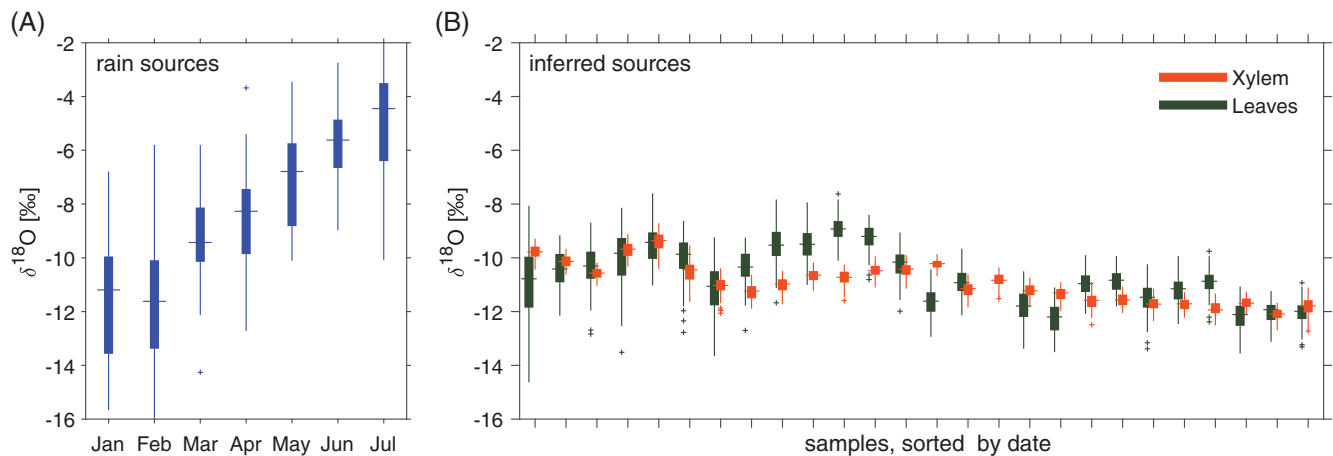 (A)
rain sources
δ18O [‰]
-2
-4
-6
-8
-10
-12
-14
-16
Jan Feb Mar Apr May Jun Jul
(B)
inferred sources
Xylem
Leaves
δ18O [‰]
-2
-4
-6
-8
-10
-12
-14
-16
samples, sorted by date